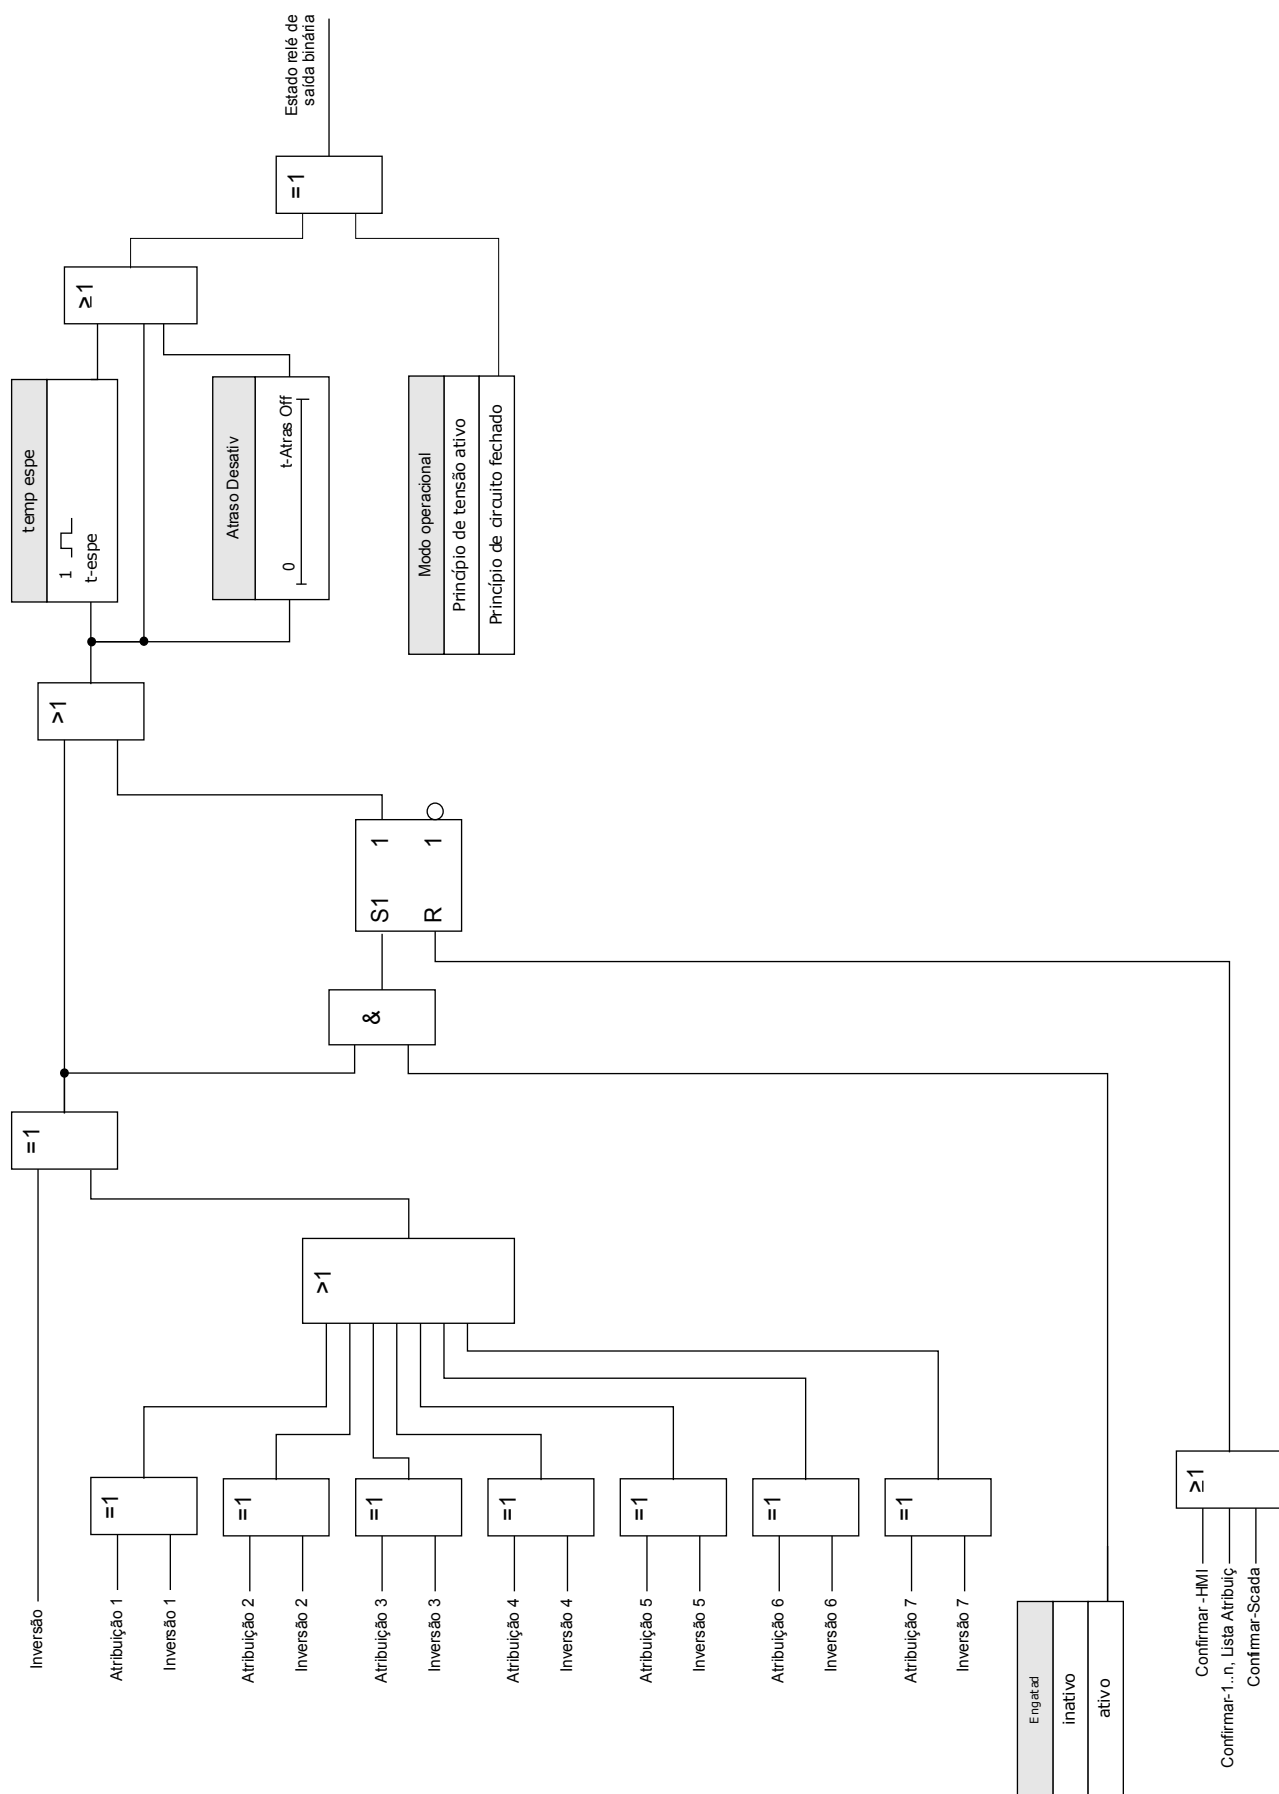 Estado relé de
saída binária
=1
≥1
temp espe
1
t-espe
Atraso Desativ
t-Atras Off
0
Modo operacional
Princípio de tensão ativo
Princípio de circuito fechado
>1
S1 1
R 1
&
=1
>1
=1
=1
=1
=1
=1
=1
=1
Inversão
Atribuição 1
Inversão 1
Atribuição 2
Inversão 2
Atribuição 3
Inversão 3
Atribuição 4
Inversão 4
Atribuição 5
Inversão 5
Atribuição 6
Inversão 6
Atribuição 7
Inversão 7
Engatad
inativo
ativo
≥1
Confirmar -HMI
Confirmar-1..n, Lista Atribuiç
Confirmar-Scada